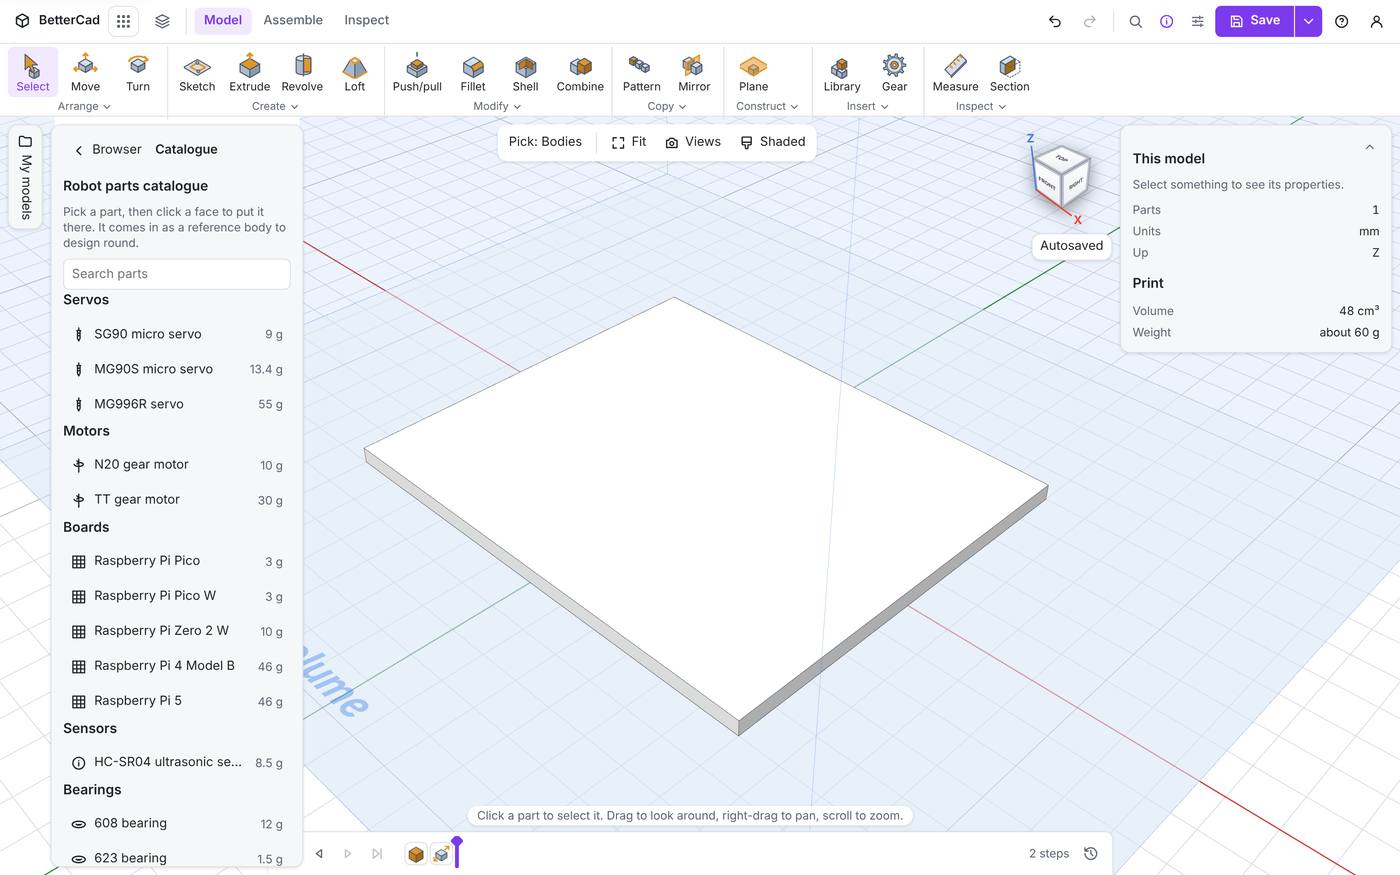 BetterCad
Model
Assemble
Inspect
Save
Select
Move
Turn
Sketch
Extrude
Revolve
Loft
Push/pull
Fillet
Shell
Combine
Pattern
Mirror
Plane
Library
Gear
Measure
Section
Arrange
Create
Modify
Copy
Construct
Insert
Inspect
My models
Browser
Catalogue
Robot parts catalogue
Pick a part, then click a face to put it
there. It comes in as a reference body to
design round.
Search parts
Servos
SG90 micro servo 9 g
MG90S micro servo 13.4 g
MG996R servo 55 g
Motors
N20 gear motor 10 g
TT gear motor 30 g
Boards
Raspberry Pi Pico 3 g
Raspberry Pi Pico W 3 g
Raspberry Pi Zero 2 W 10 g
Raspberry Pi 4 Model B 46 g
Raspberry Pi 5 46 g
Sensors
HC-SR04 ultrasonic se... 8.5 g
Bearings
608 bearing 12 g
623 bearing 1.5 g
Pick: Bodies
Fit
Views
Shaded
Z
TOP
FRONT
RIGHT
X
Autosaved
This model
Select something to see its properties.
Parts 1
Units mm
Up Z
Print
Volume 48 cm³
Weight about 60 g
lume
Click a part to select it. Drag to look around, right-drag to pan, scroll to zoom.
2 steps